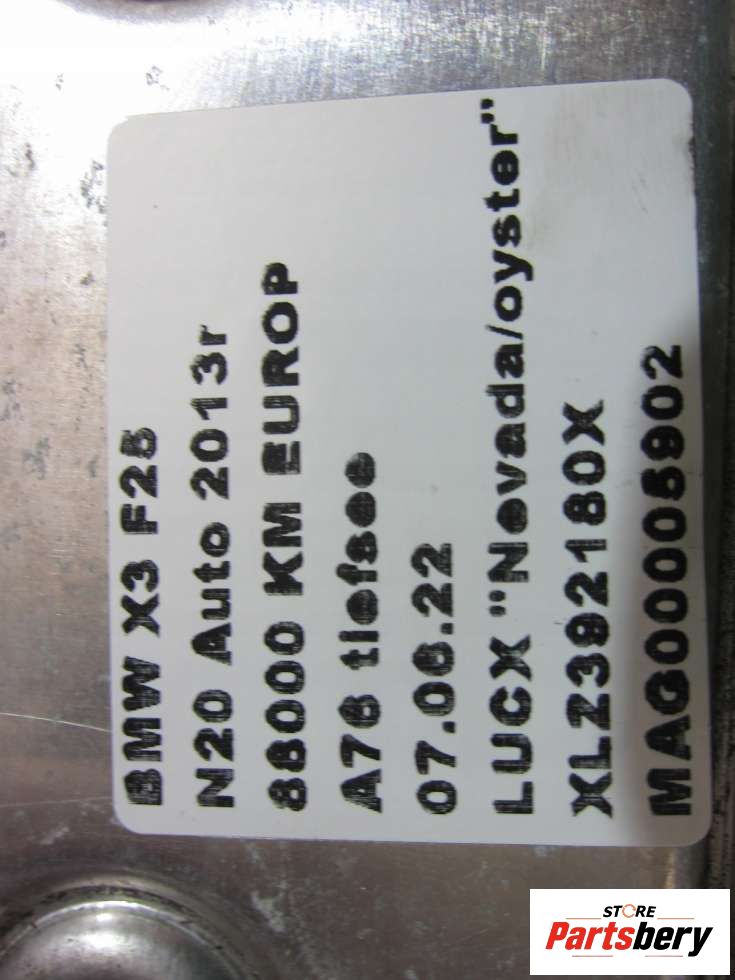 BMW X3 F25
N20 Auto 2013r
88000 KM EUROP
A76 tiefsee
07.06.22
LUCX "Nevada/oyster"
XLZ392180X
MAG00005902
STORE
Partsbery